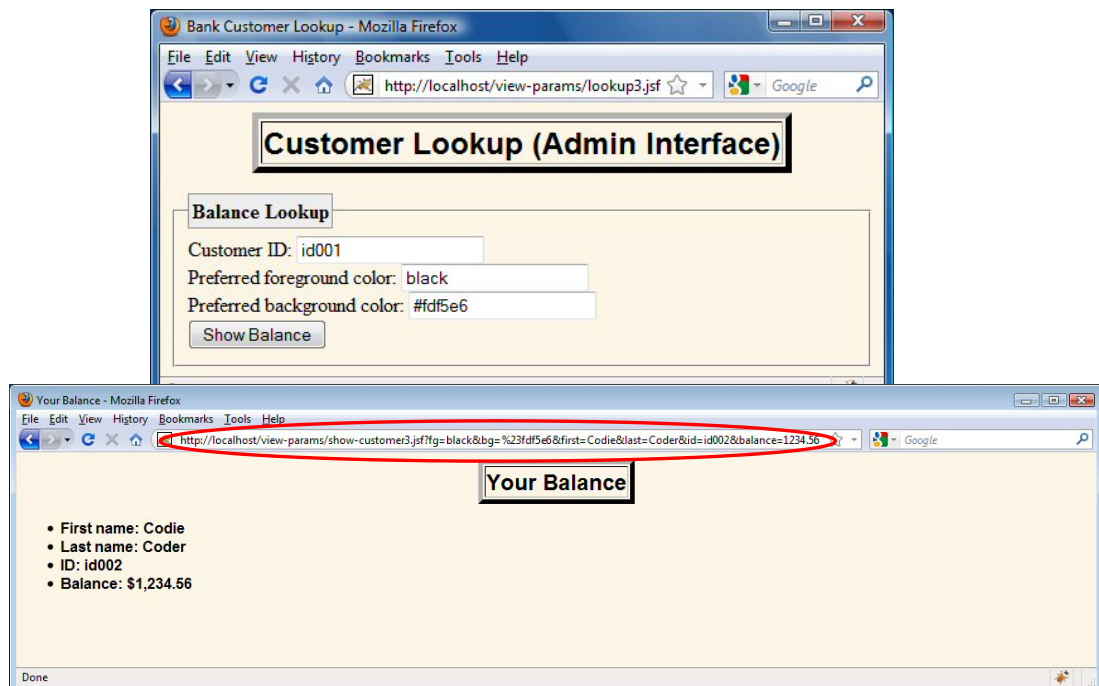 Bank Customer Lookup - Mozilla Firefox
File Edit View History Bookmarks Tools Help
http://localhost/view-params/lookup3.jsf
Google
Customer Lookup (Admin Interface)
Balance Lookup
Customer ID: id001
Preferred foreground color: black
Preferred background color: #fdf5e6
Show Balance
Your Balance - Mozilla Firefox
File Edit View History Bookmarks Tools Help
http://localhost/view-params/show-customer3.jsf?fg=black&bg=%23fdf5e6&first=Codie&last=Coder&id=id002&balance=1234.56
Google
Your Balance
• First name: Codie
• Last name: Coder
• ID: id002
• Balance: $1,234.56
Done